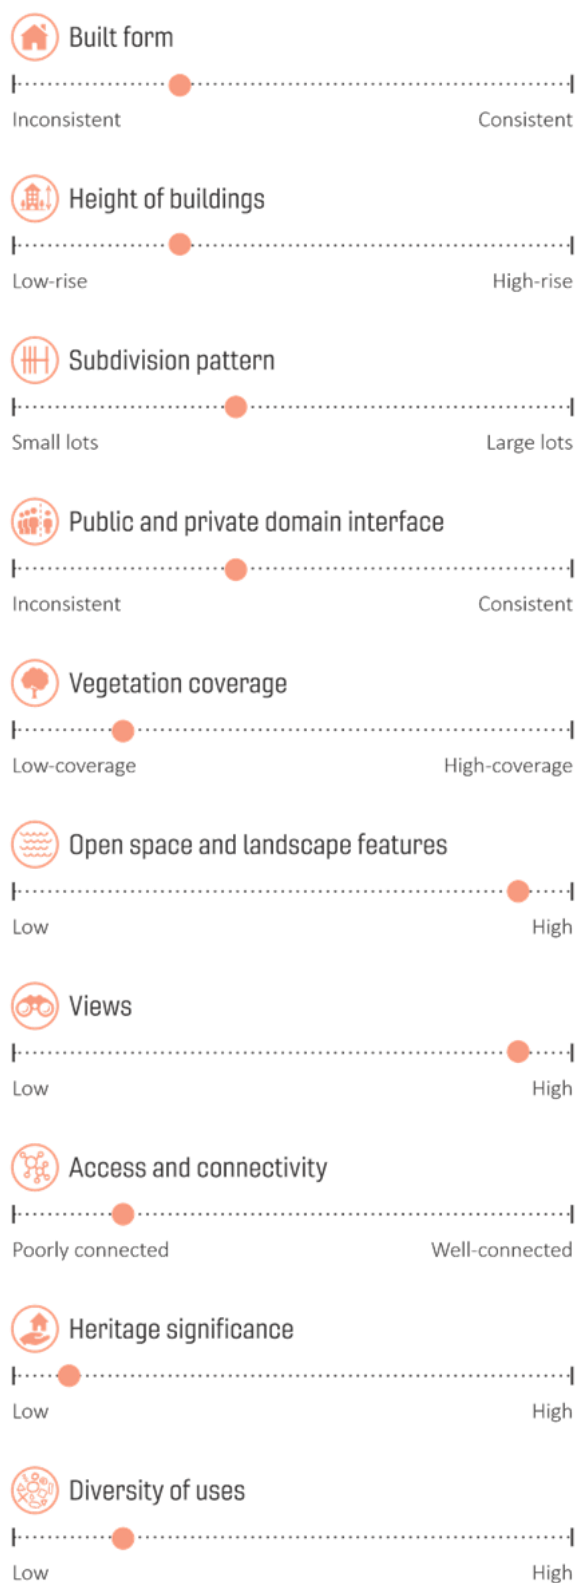 Built form
Inconsistent Consistent
Height of buildings
Low-rise High-rise
Subdivision pattern
Small lots Large lots
Public and private domain interface
Inconsistent Consistent
Vegetation coverage
Low-coverage High-coverage
Open space and landscape features
Low High
Views
Low High
Access and connectivity
Poorly connected Well-connected
Heritage significance
Low High
Diversity of uses
Low High